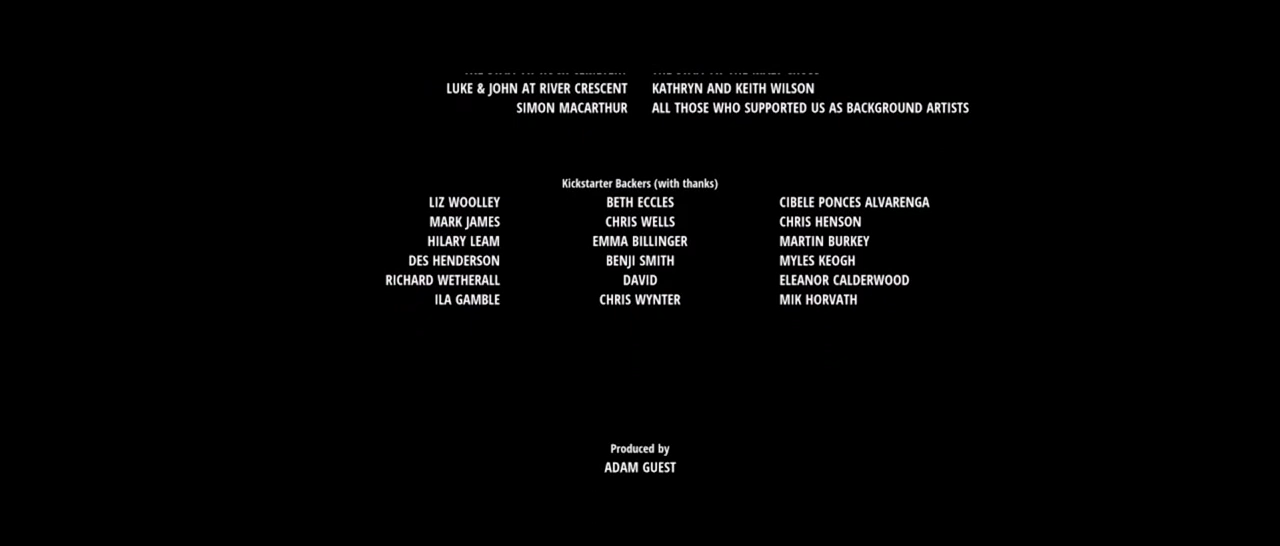 LUKE & JOHN AT RIVER CRESCENT KATHRYN AND KEITH WILSON
SIMON MACARTHUR ALL THOSE WHO SUPPORTED US AS BACKGROUND ARTISTS
Kickstarter Backers (with thanks)
LIZ WOOLLEY BETH ECCLES CIBELE PONCES ALVARENGA
MARK JAMES CHRIS WELLS CHRIS HENSON
HILARY LEAM EMMA BILLINGER MARTIN BURKEY
DES HENDERSON BENJI SMITH MYLES KEOGH
RICHARD WETHERALL DAVID ELEANOR CALDERWOOD
ILA GAMBLE CHRIS WYNTER MIK HORVATH
Produced by
ADAM GUEST